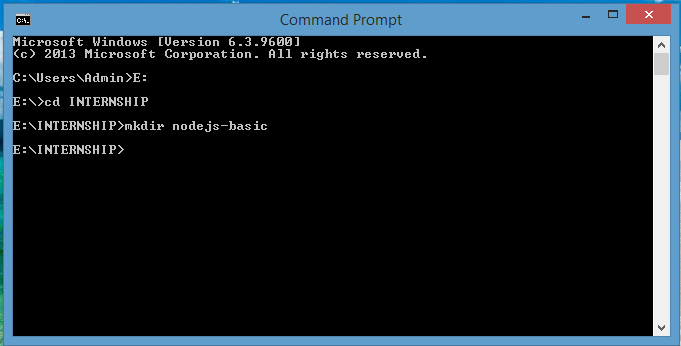 Command Prompt
Microsoft Windows [Version 6.3.9600]
(c) 2013 Microsoft Corporation. All rights reserved.
C:\Users\Admin>E:
E:\>cd INTERNSHIP
E:\INTERNSHIP>mkdir nodejs-basic
E:\INTERNSHIP>